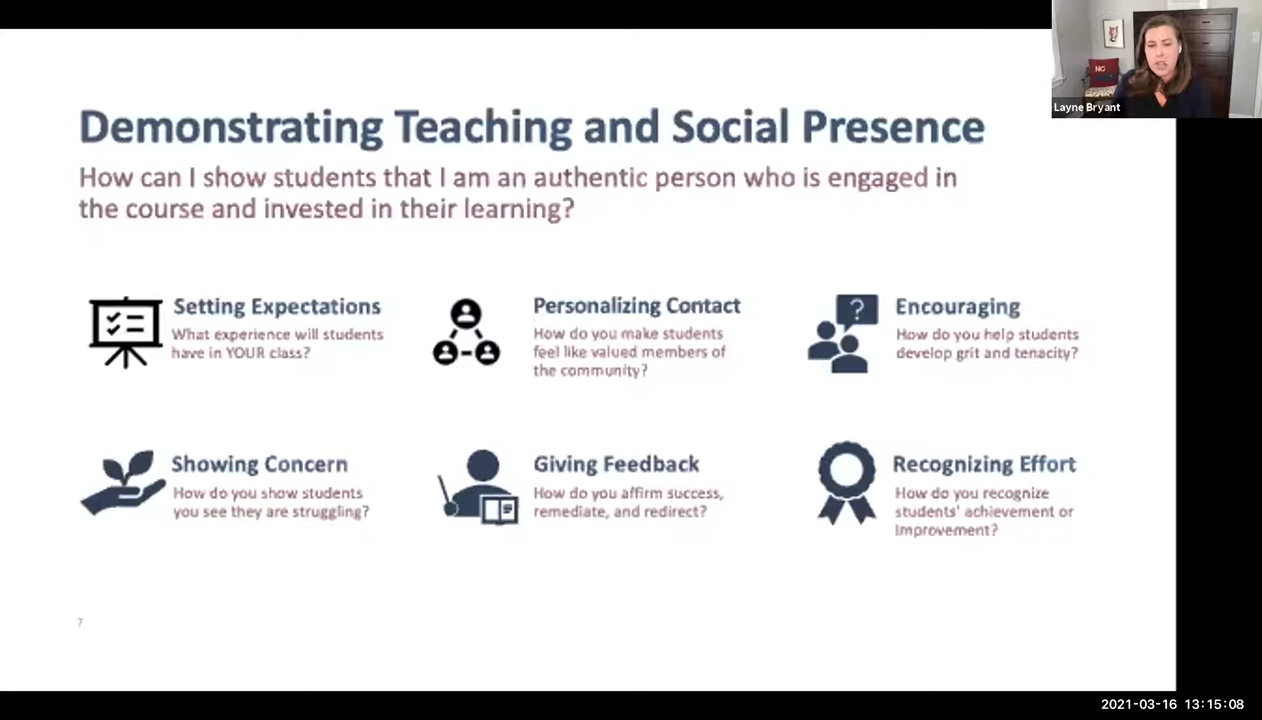 Demonstrating Teaching and Social Presence
How can I show students that I am an authentic person who is engaged in
the course and invested in their learning?
Setting Expectations
What experience will students
have in YOUR class?
Personalizing Contact
How do you make students
feel like valued members of
the community?
Encouraging
How do you help students
develop grit and tenacity?
?
Showing Concern
How do you show students
you see they are struggling?
Giving Feedback
How do you affirm success,
remediate, and redirect?
Recognizing Effort
How do you recognize
students' achievement or
improvement?
7
NC
Layne Bryant
2021-03-16 13:15:08